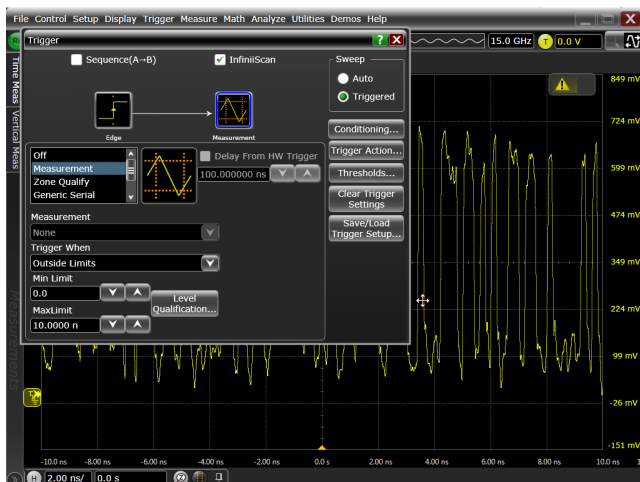 File Control Setup Display Trigger Measure Math Analyze Utilities Demos Help
Trigger
15.0 GHz
T
0.0 V
Sequence(A→B)
InfiniiScan
Sweep
Auto
Triggered
Edge
Measurement
Conditioning...
Trigger Action...
Thresholds...
Clear Trigger
Settings
Save/Load
Trigger Setup...
Off
Measurement
Zone Qualify
Generic Serial
Delay From HW Trigger
100.000000 ns
Measurement
None
Trigger When
Outside Limits
Min Limit
0.0
MaxLimit
10.0000 n
Level
Qualification...
Time Meas
Vertical Meas
Measurements
849 mV
724 mV
599 mV
474 mV
349 mV
224 mV
99 mV
-26 mV
-151 mV
-10.0 ns -8.00 ns -6.00 ns -4.00 ns -2.00 ns 0.0 s 2.00 ns 4.00 ns 6.00 ns 8.00 ns 10.0 ns
H 2.00 ns/ 0.0 s